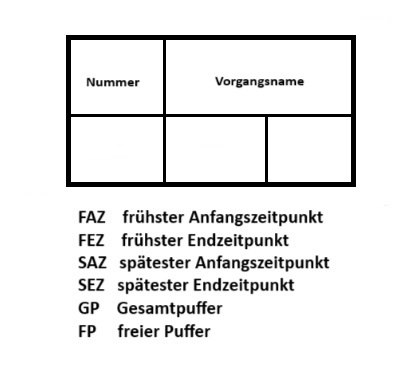 Nummer Vorgangsname
FAZ frühster Anfangszeitpunkt
FEZ frühster Endzeitpunkt
SAZ spätester Anfangszeitpunkt
SEZ spätester Endzeitpunkt
GP Gesamtpuffer
FP freier Puffer